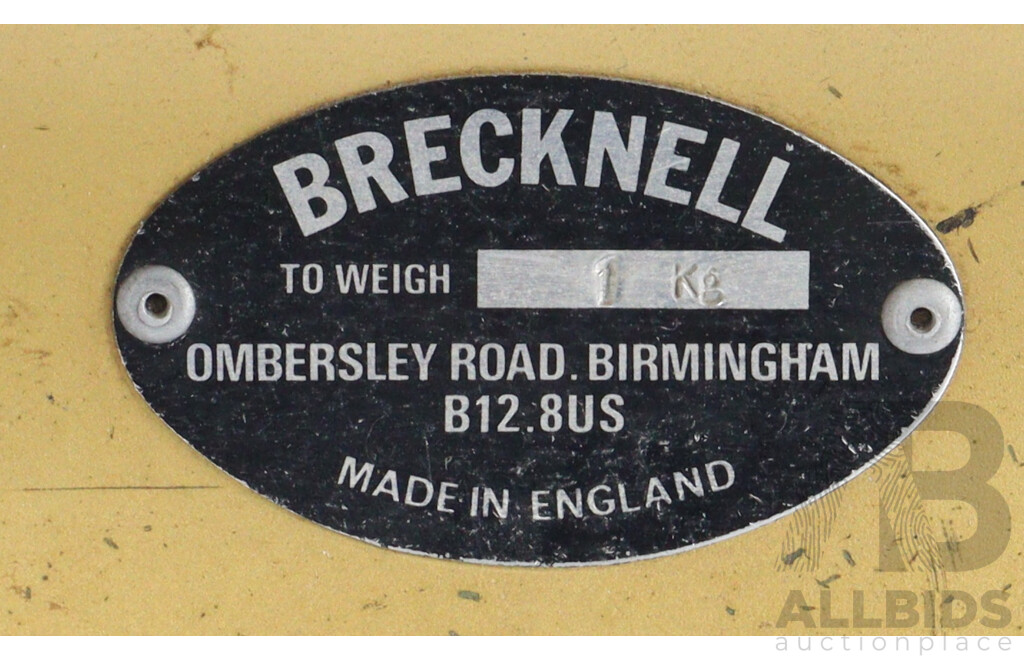 BRECKNELL
TO WEIGH 1 Kg
OMBERSLEY ROAD. BIRMINGHAM
B12.8US
MADE IN ENGLAND
B
ALLBIDS
auctionplace